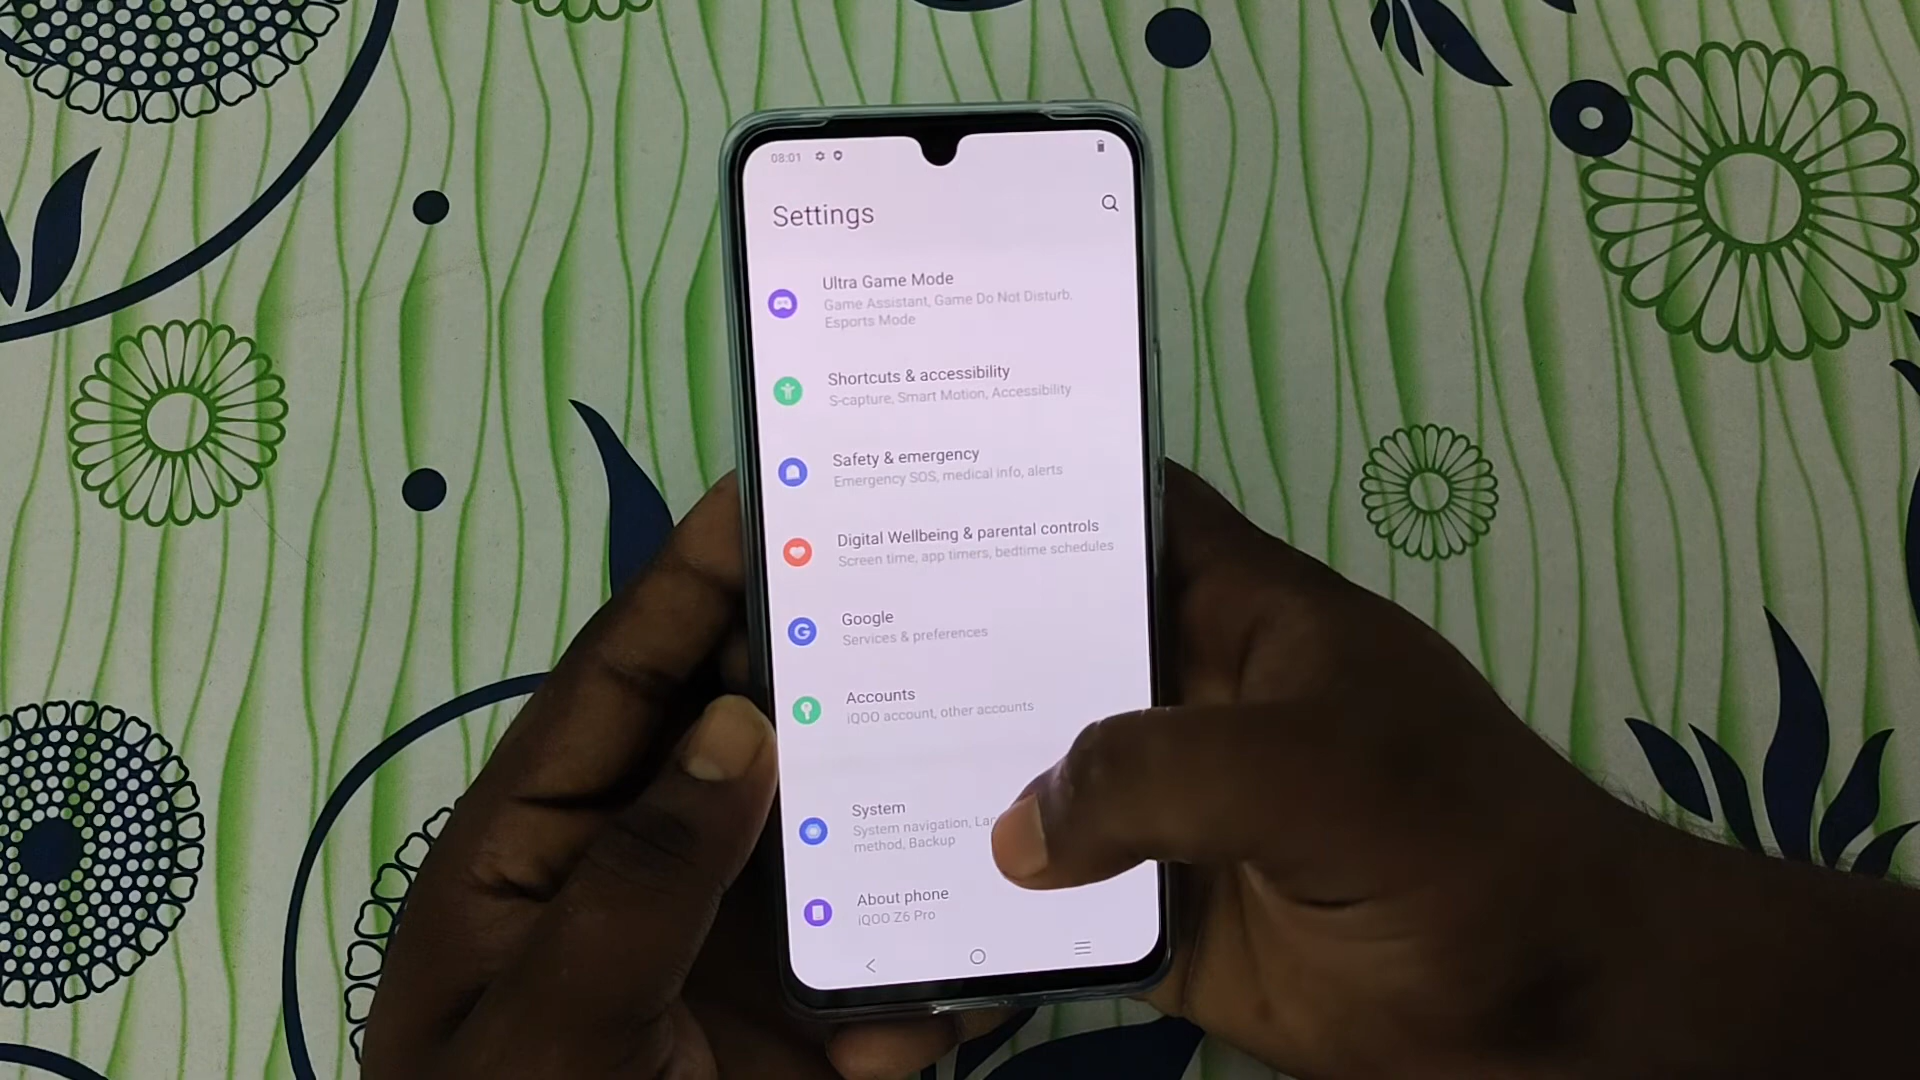 08:01
Settings
Ultra Game Mode
Game Assistant, Game Do Not Disturb,
Esports Mode
Shortcuts & accessibility
S-capture, Smart Motion, Accessibility
Safety & emergency
Emergency SOS, medical info, alerts
Digital Wellbeing & parental controls
Screen time, app timers, bedtime schedules
Google
Services & preferences
Accounts
iQOO account, other accounts
System
System navigation,
method, Backup
About phone
iQOO Z6 Pro